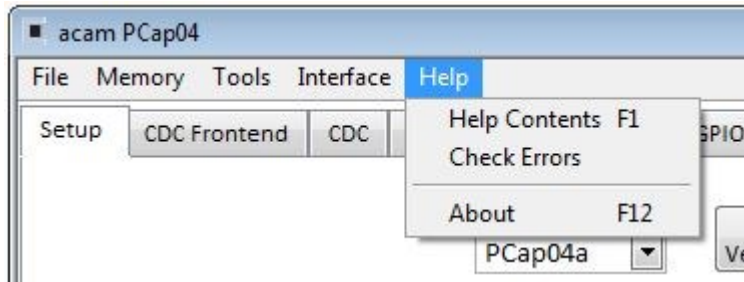 acam PCap04
File Memory Tools Interface Help
Setup CDC Frontend CDC GPIO
Help Contents F1
Check Errors
About F12
PCap04a